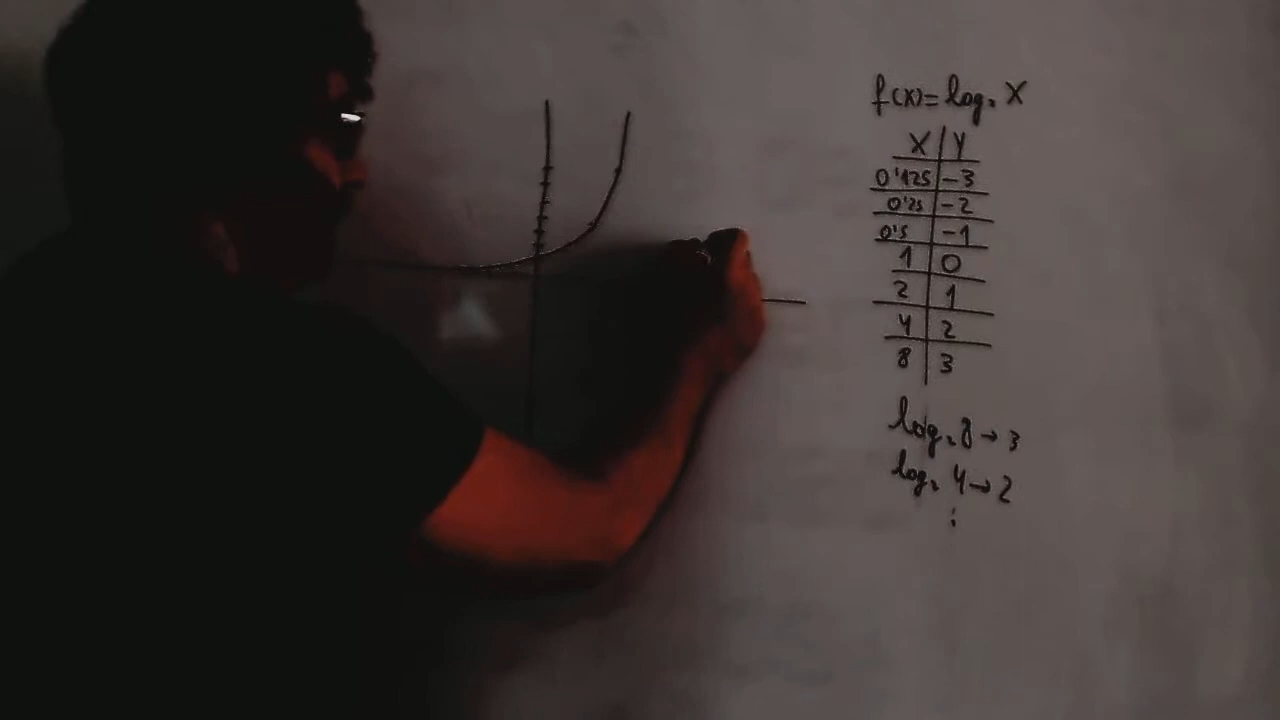 f(x)=log₂ X
X Y
0'125 -3
0'25 -2
0'5 -1
1 0
2 1
4 2
8 3
log₂ 8→3
log₂ 4→2
⋮